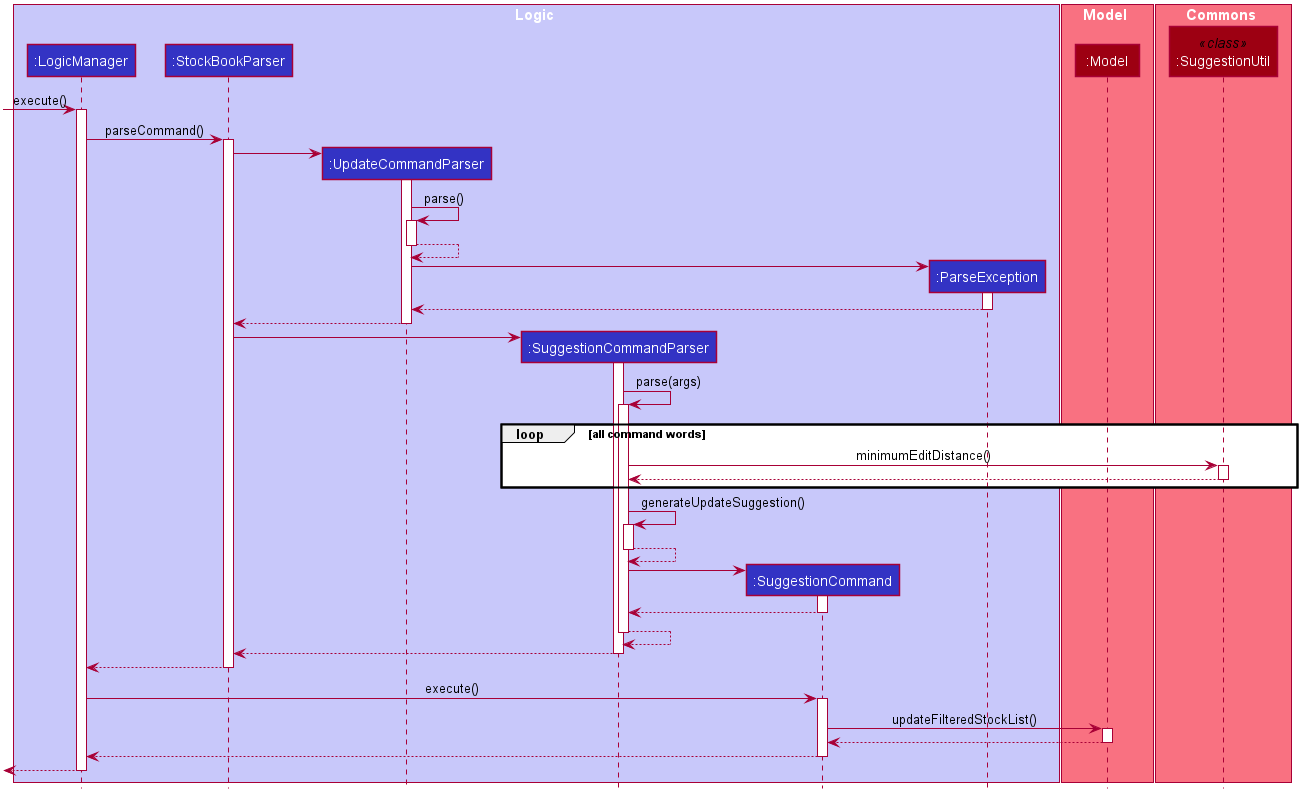 Logic
Model
Commons
:LogicManager
:StockBookParser
:Model
«class»
:SuggestionUtil
execute()
parseCommand()
:UpdateCommandParser
parse()
:ParseException
:SuggestionCommandParser
parse(args)
loop
[all command words]
minimumEditDistance()
generateUpdateSuggestion()
:SuggestionCommand
execute()
updateFilteredStockList()